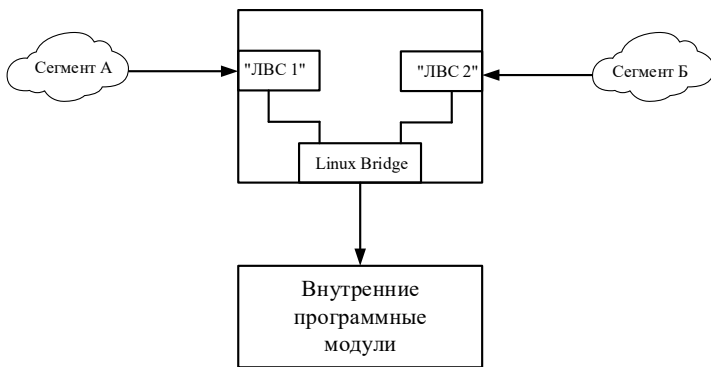 Сегмент А
"ЛВС 1"
"ЛВС 2"
Сегмент Б
Linux Bridge
Внутренние
программные
модули